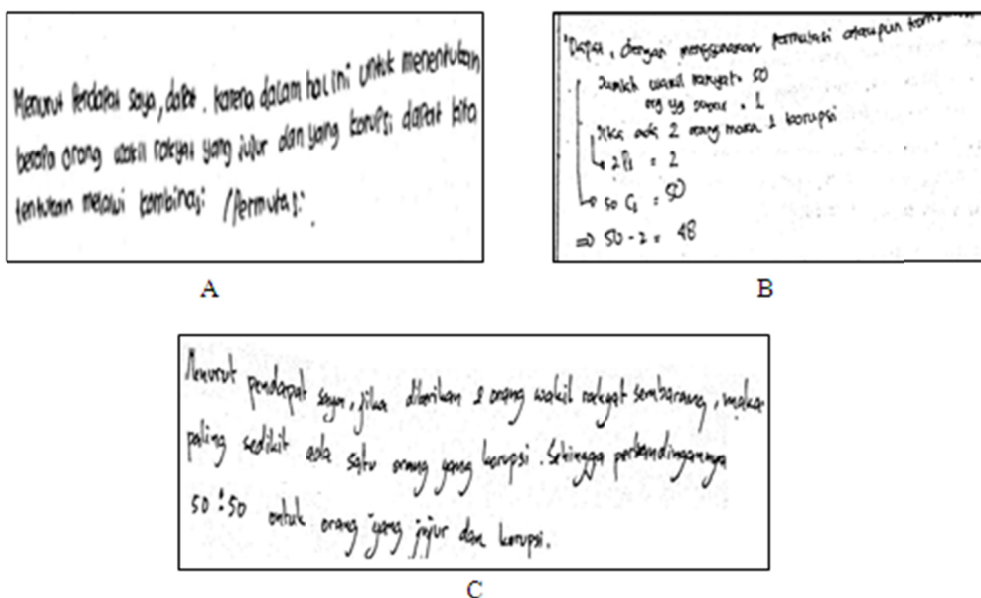 Menurut Pendapat saya, dapat. karena dalam hal ini untuk menentukan
berapa orang wakil rakyat yang jujur dan yang korupsi dapat kita
tentukan melalui kombinasi /Permutasi.
A
"Dapat, dengan menggunakan permutasi ataupun
Jumlah wakil rakyat = 50
org yg = 1
Jika ada 2 orang maka 1 korupsi
2P1 = 2
50 C1 = 50
⇒ 50 - 2 = 48
B
Menurut pendapat saya, jika diberikan 2 orang wakil rakyat sembarang, maka
paling sedikit ada satu orang yang korupsi. Sehingga perbandingannya
50 : 50 untuk orang yang jujur dan korupsi.
C